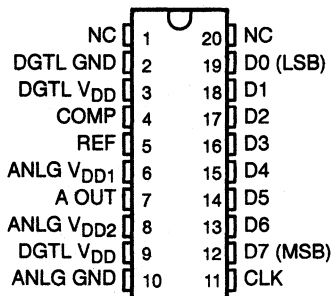 NC 1 20 NC
DGTL GND 2 19 D0 (LSB)
DGTL VDD 3 18 D1
COMP 4 17 D2
REF 5 16 D3
ANLG VDD1 6 15 D4
A OUT 7 14 D5
ANLG VDD2 8 13 D6
DGTL VDD 9 12 D7 (MSB)
ANLG GND 10 11 CLK